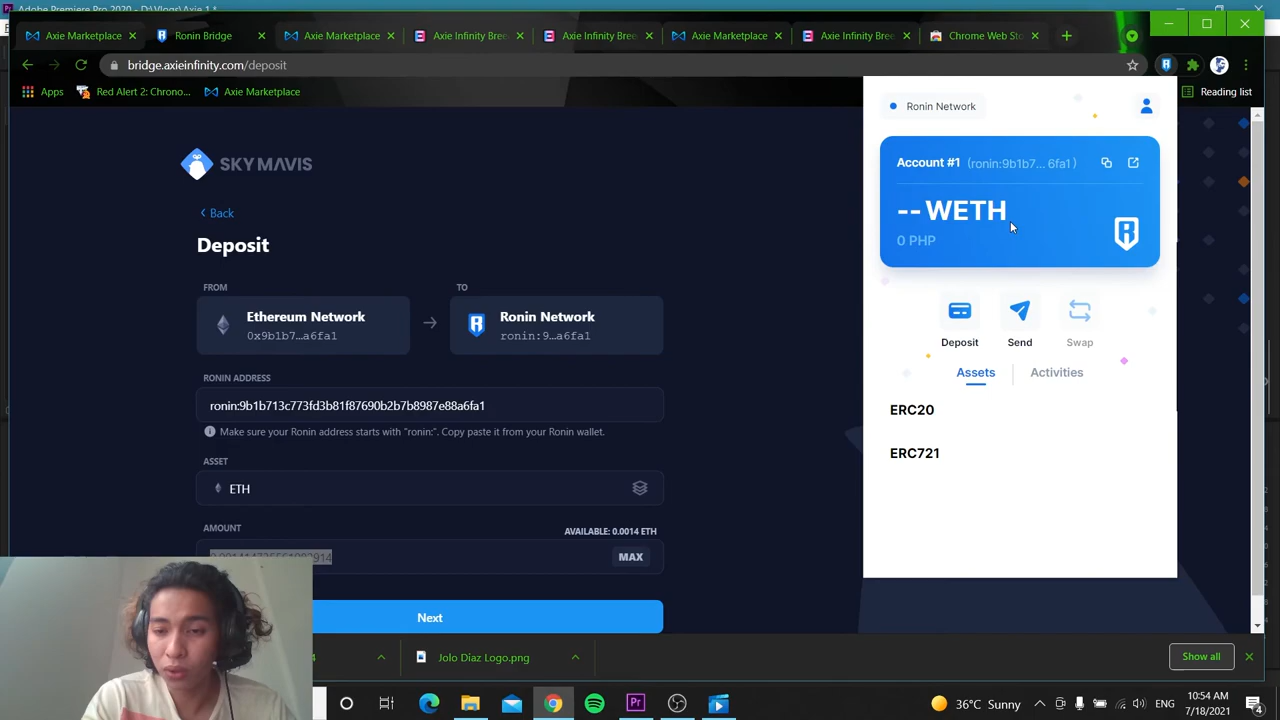 Adobe Premiere Pro 2020 - D:\Vlogs\Axie 1 *
Axie Marketplace
Ronin Bridge
Axie Marketplace
Axie Infinity Bree
Axie Infinity Bree
Axie Marketplace
Axie Infinity Bree
Chrome Web Sto
bridge.axieinfinity.com/deposit
Apps
Red Alert 2: Chrono...
Axie Marketplace
Reading list
SKY MAVIS
Back
Deposit
FROM
TO
Ethereum Network
0x9b1b7...a6fa1
Ronin Network
ronin:9...a6fa1
RONIN ADDRESS
ronin:9b1b713c773fd3b81f87690b2b7b8987e88a6fa1
Make sure your Ronin address starts with "ronin:". Copy paste it from your Ronin wallet.
ASSET
ETH
AMOUNT
AVAILABLE: 0.0014 ETH
MAX
Next
Ronin Network
Account #1 (ronin:9b1b7... 6fa1)
-- WETH
0 PHP
Deposit
Send
Swap
Assets
Activities
ERC20
ERC721
Jolo Diaz Logo.png
Show all
36°C Sunny
ENG
10:54 AM
7/18/2021
4